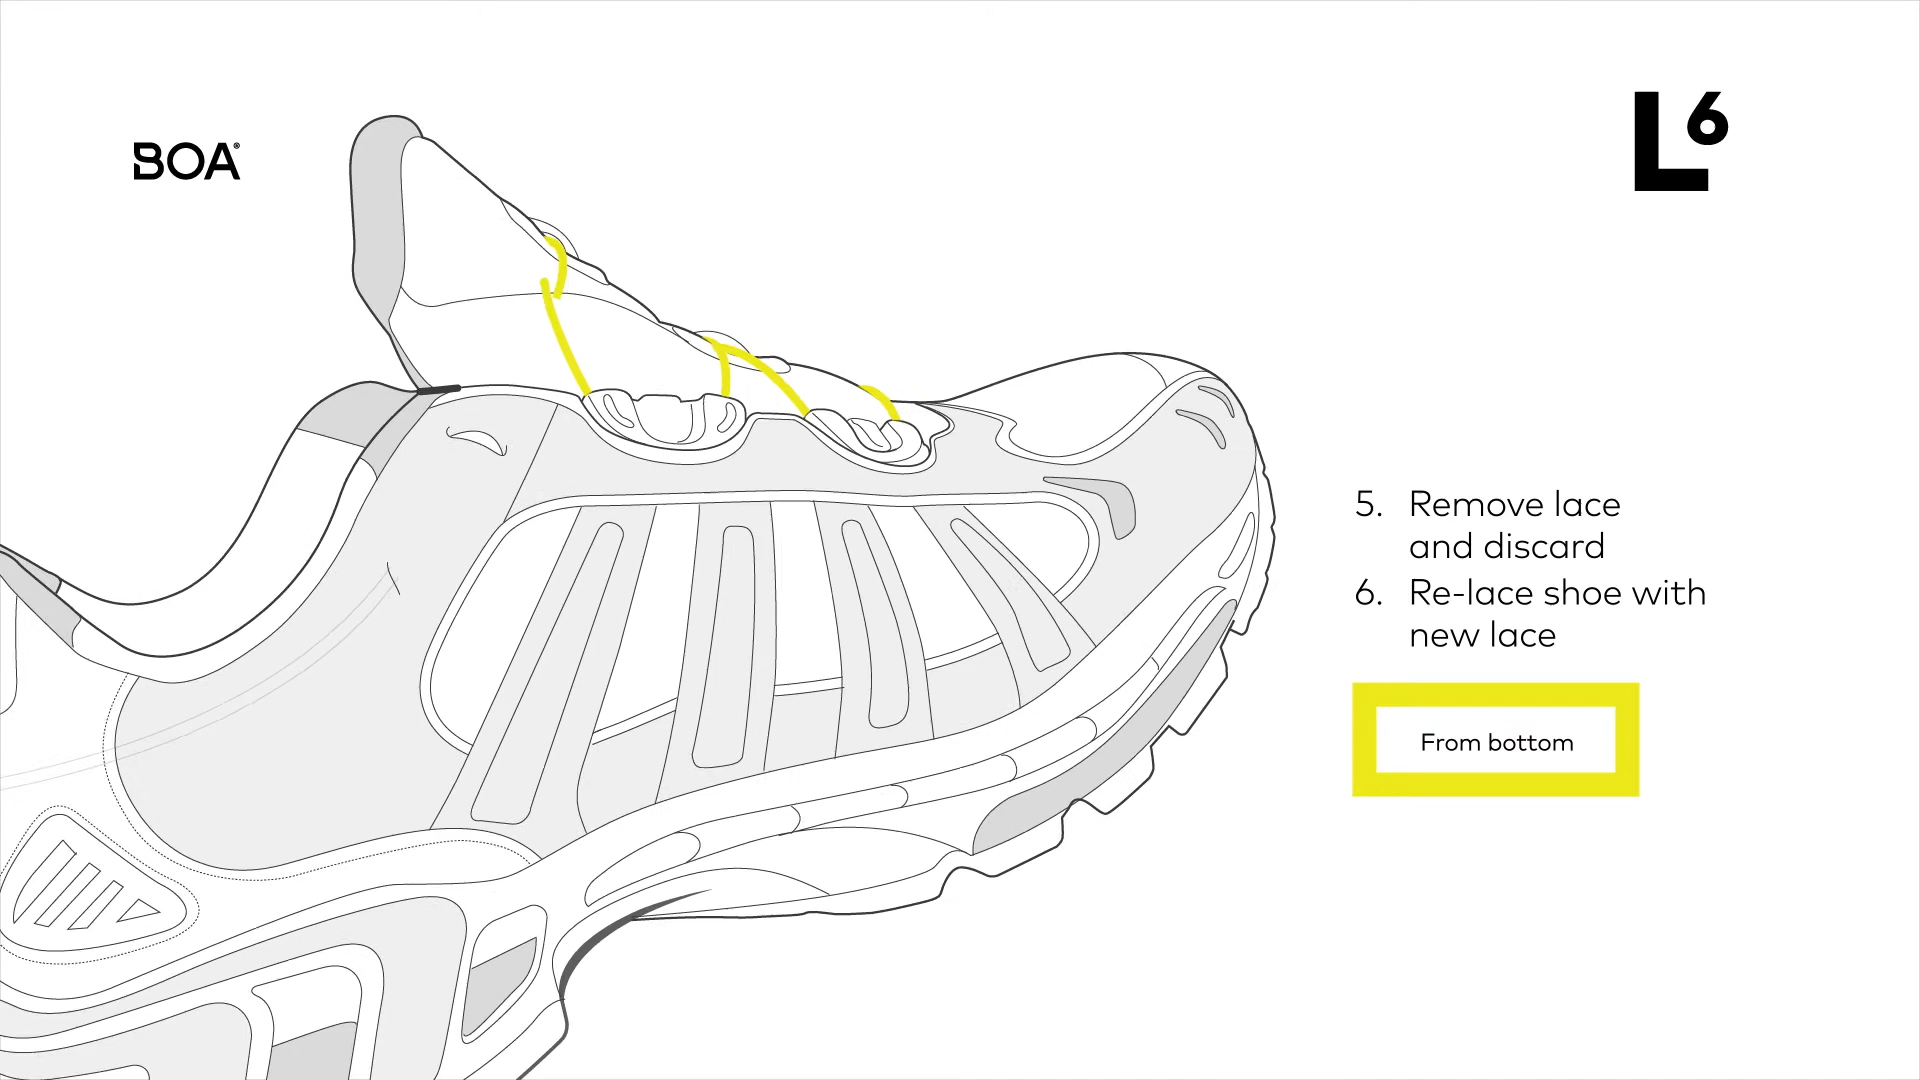 BOA®
L6
5. Remove lace
and discard
6. Re-lace shoe with
new lace
From bottom